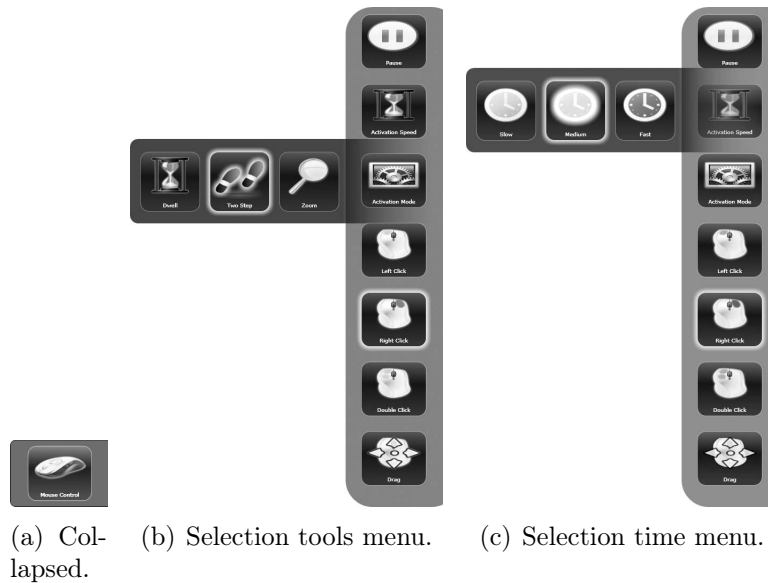 Mouse Control
(a) Col-
lapsed.
Pause
Activation Speed
Dwell
Two Step
Zoom
Activation Mode
Left Click
Right Click
Double Click
Drag
(b) Selection tools menu.
Pause
Slow
Medium
Fast
Activation Speed
Activation Mode
Left Click
Right Click
Double Click
Drag
(c) Selection time menu.